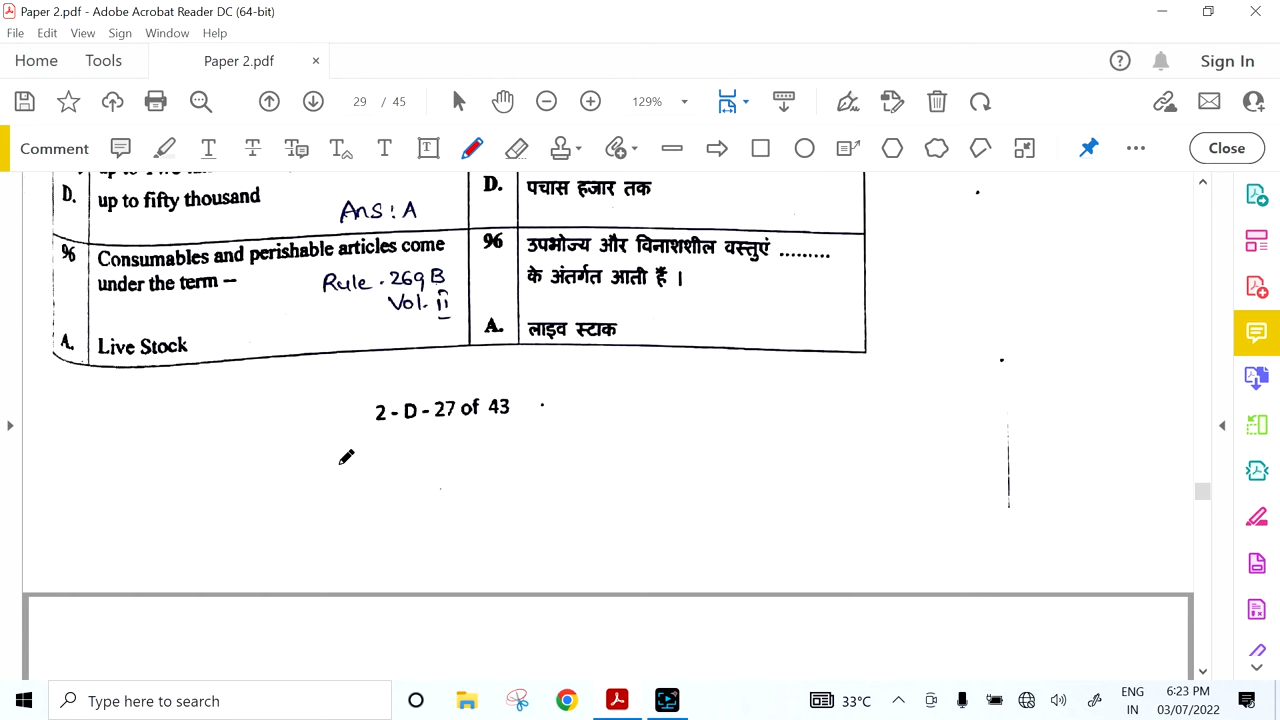 Paper 2.pdf - Adobe Acrobat Reader DC (64-bit)
File Edit View Sign Window Help
Home Tools Paper 2.pdf × Sign In
29 / 45 129%
Comment Close
D. up to fifty thousand
Ans: A
D. पचास हजार तक
96 Consumables and perishable articles come
under the term –
Rule. 269 B
Vol. II
A. Live Stock
96 उपभोज्य और विनाशशील वस्तुएं .........
के अंतर्गत आती हैं ।
A. लाइव स्टाक
2 - D - 27 of 43
Type here to search
33°C
ENG
IN
6:23 PM
03/07/2022